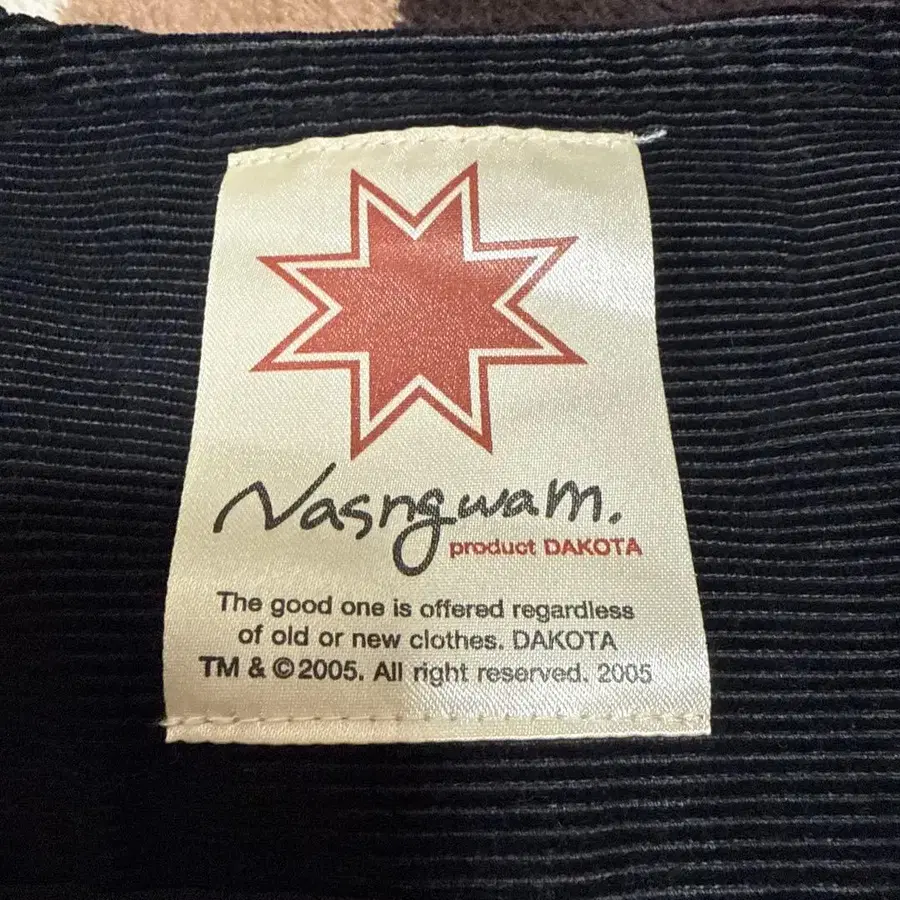 Nasngwam.
product DAKOTA
The good one is offered regardless
of old or new clothes. DAKOTA
TM & ©2005. All right reserved. 2005